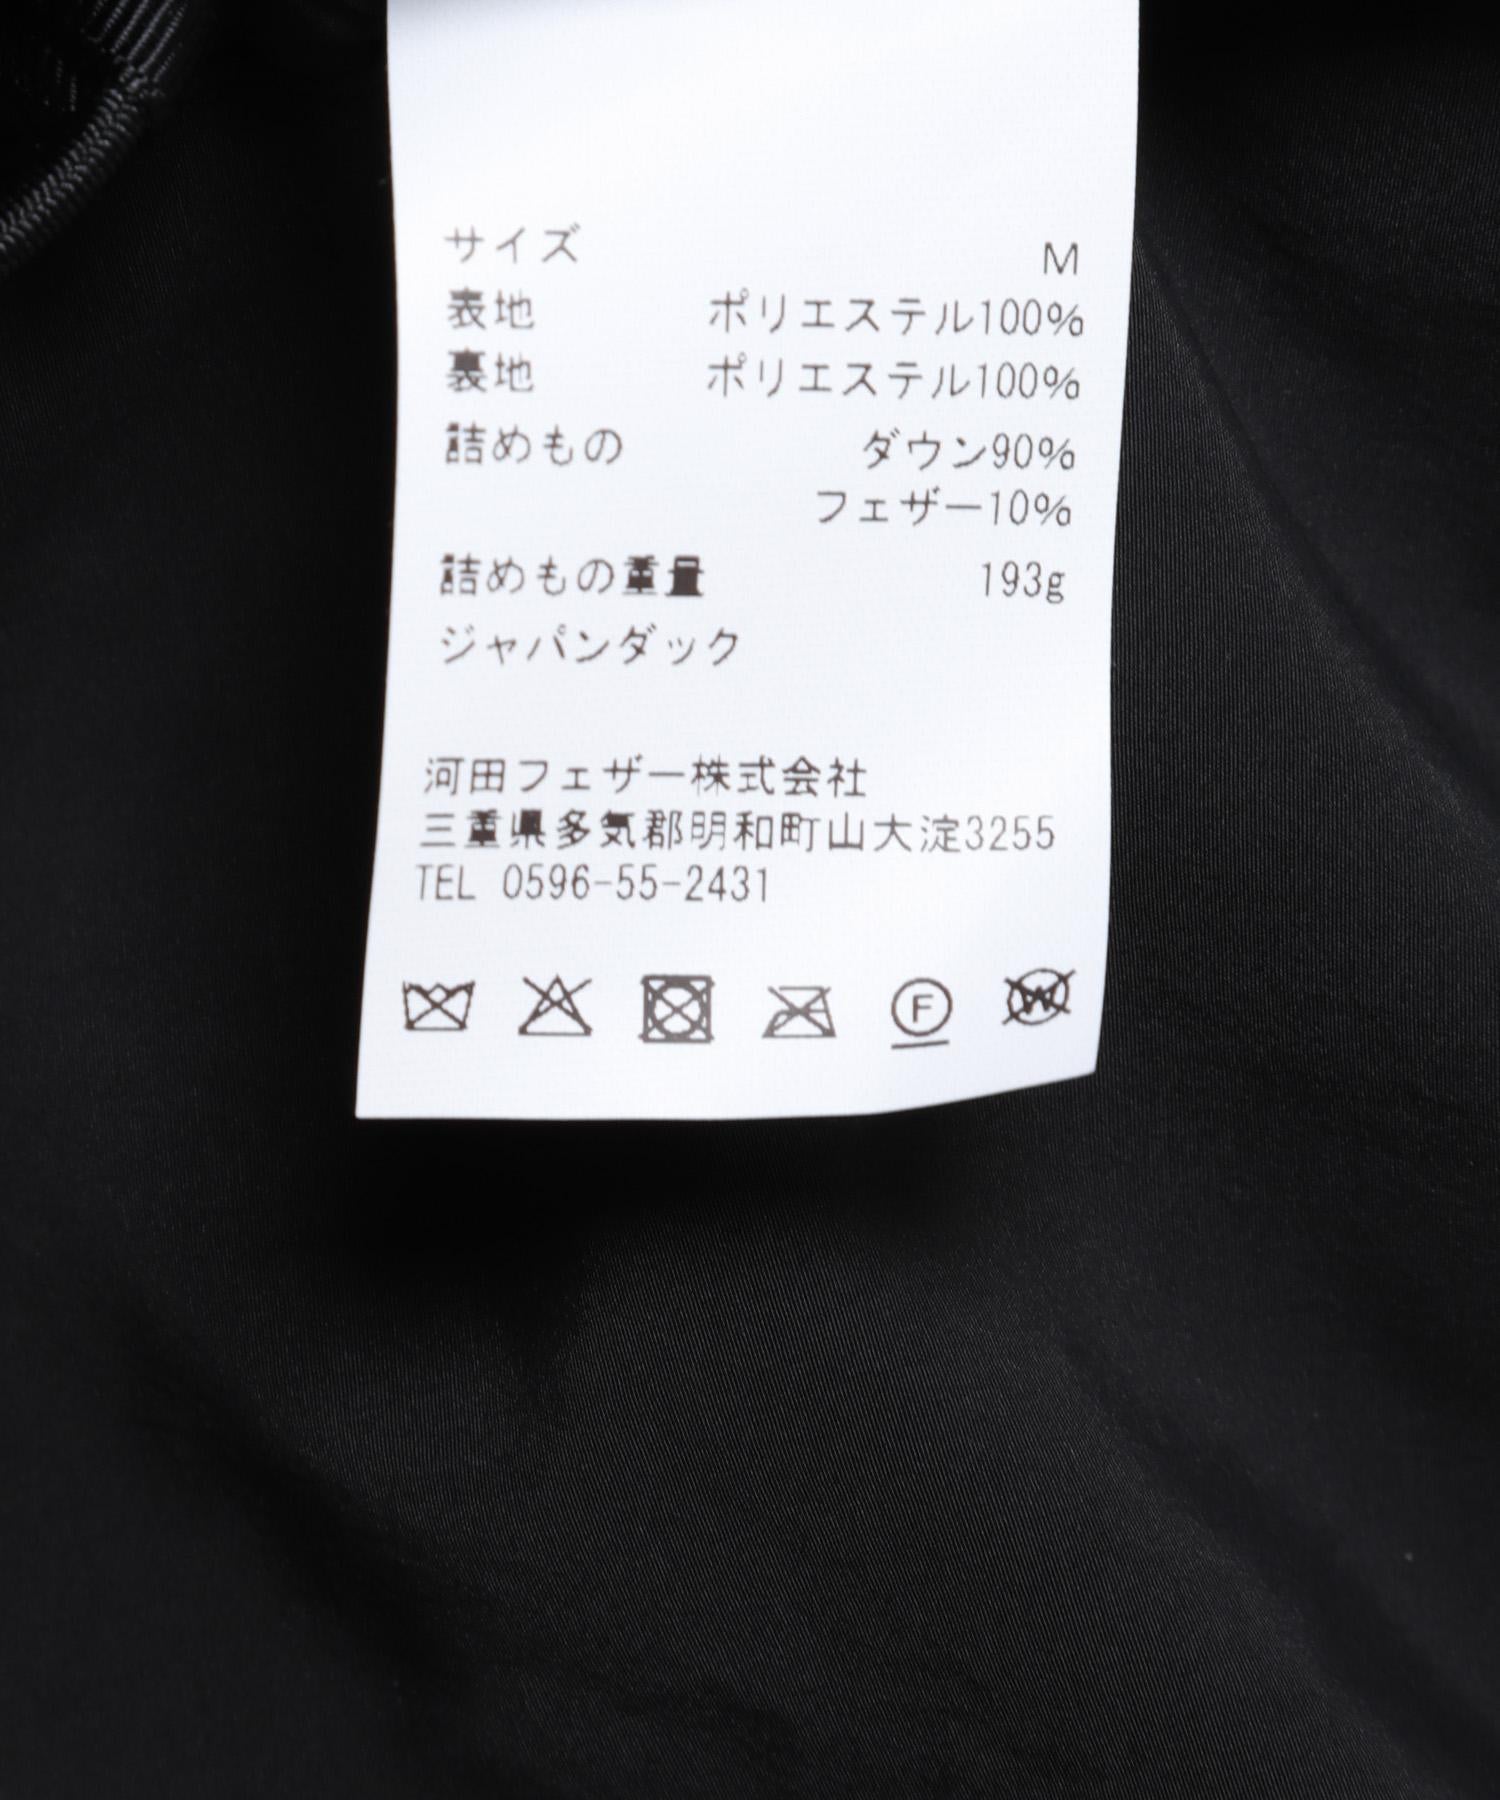 サイズ M
表地 ポリエステル100%
裏地 ポリエステル100%
詰めもの ダウン90%
フェザー10%
詰めもの重量 193g
ジャパンダック
河田フェザー株式会社
三重県多気郡明和町山大淀3255
TEL 0596-55-2431
F
W